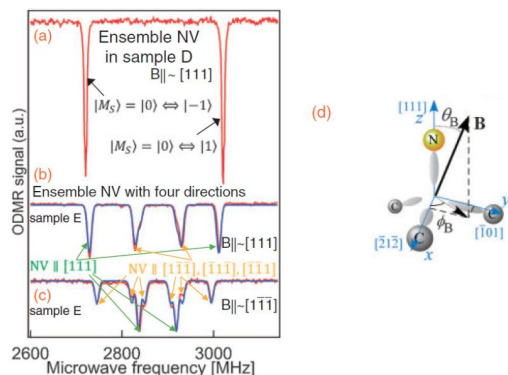 (a)
Ensemble NV
in sample D
B||~ [111]
|M_S⟩ = |0⟩ ⇔ |−1⟩
|M_S⟩ = |0⟩ ⇔ |1⟩
(b)
Ensemble NV with four directions
sample E
B||~[111]
NV ∥ [111]
NV ∥ [11̄1̄], [1̄11̄], [1̄1̄1]
(c)
sample E
B||~[11̄1̄]
ODMR signal (a.u.)
2600 2800 3000
Microwave frequency [MHz]
(d)
[111]
z
θ_B
B
N
C
C
C
y
[1̄01]
ϕ_B
x
[2̄12̄]